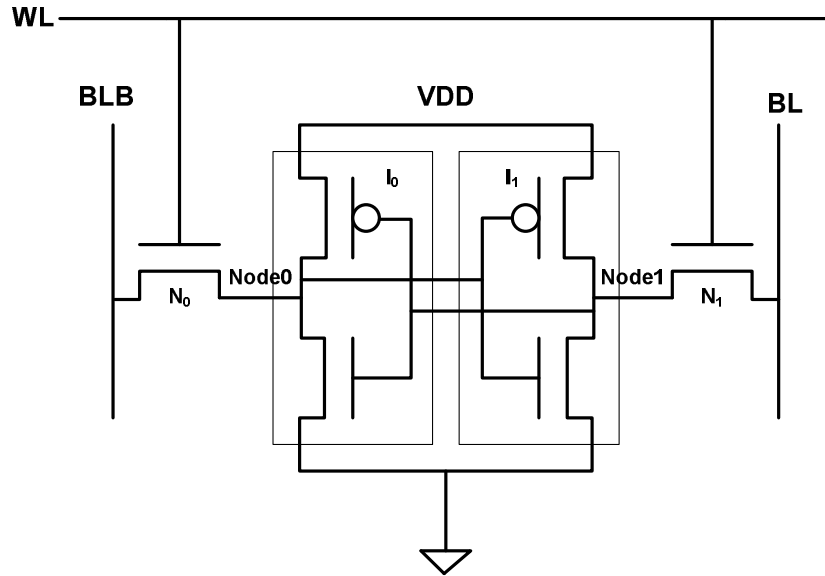 WL
BLB
VDD
BL
I₀
I₁
Node0
Node1
N₀
N₁